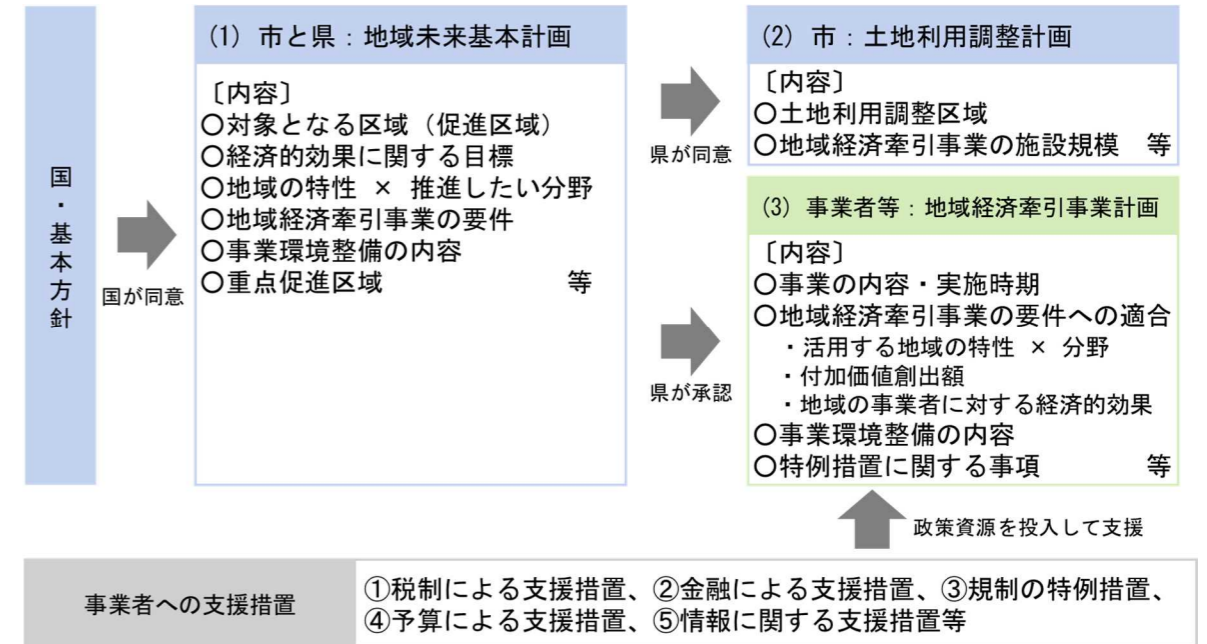 国・基本方針
国が同意
(1) 市と県：地域未来基本計画
〔内容〕
○対象となる区域（促進区域）
○経済的効果に関する目標
○地域の特性 × 推進したい分野
○地域経済牽引事業の要件
○事業環境整備の内容
○重点促進区域 等
県が同意
(2) 市：土地利用調整計画
〔内容〕
○土地利用調整区域
○地域経済牽引事業の施設規模 等
県が承認
(3) 事業者等：地域経済牽引事業計画
〔内容〕
○事業の内容・実施時期
○地域経済牽引事業の要件への適合
・活用する地域の特性 × 分野
・付加価値創出額
・地域の事業者に対する経済的効果
○事業環境整備の内容
○特例措置に関する事項 等
政策資源を投入して支援
事業者への支援措置
①税制による支援措置、②金融による支援措置、③規制の特例措置、
④予算による支援措置、⑤情報に関する支援措置等